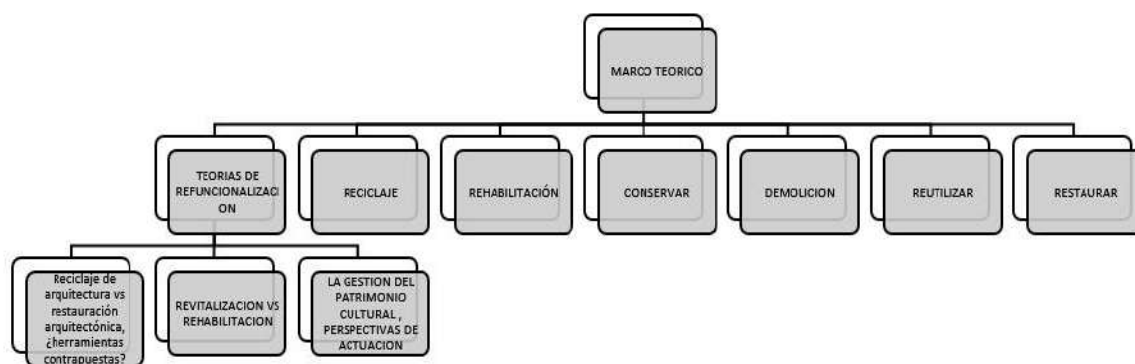 MARCO TEORICO
TEORIAS DE
REFUNCIONALIZACI
ON
RECICLAJE
REHABILITACIÓN
CONSERVAR
DEMOLICION
REUTILIZAR
RESTAURAR
Reciclaje de
arquitectura vs
restauración
arquitectónica,
¿herramientas
contrapuestas?
REVITALIZACION VS
REHABILITACION
LA GESTION DEL
PATRIMONIO
CULTURAL ,
PERSPECTIVAS DE
ACTUACION